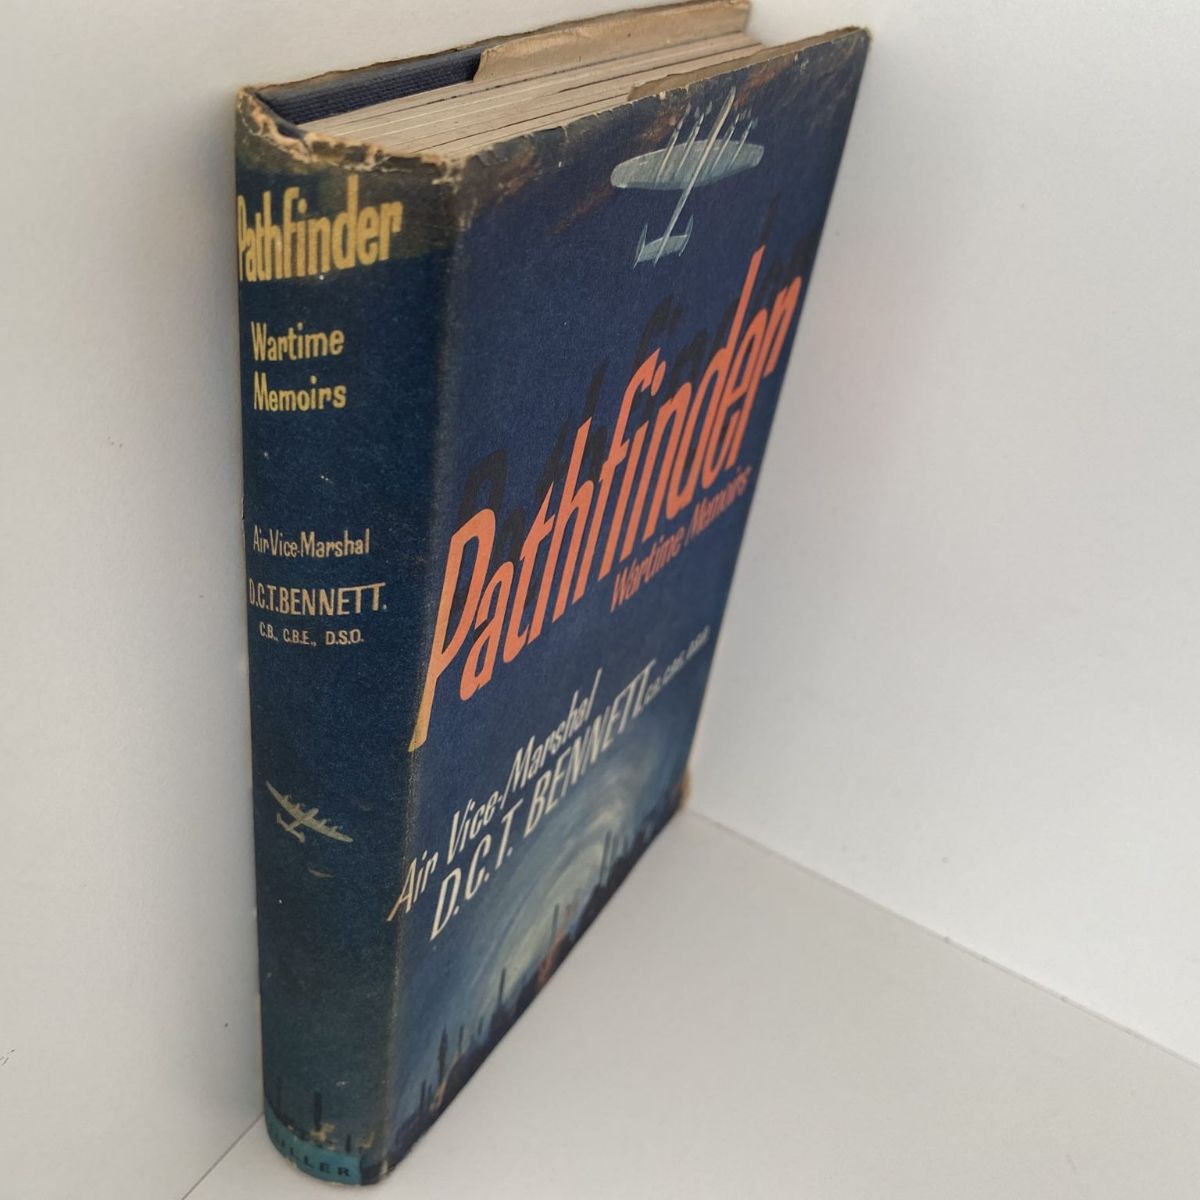 Pathfinder
Wartime
Memoirs
Air Vice-Marshal
D.C.T. BENNETT.
C.B., C.B.E., D.S.O.
Pathfinder
Wartime Memoirs
Air Vice-Marshal
D.C.T. BENNETT, C.B., C.B.E., D.S.O.